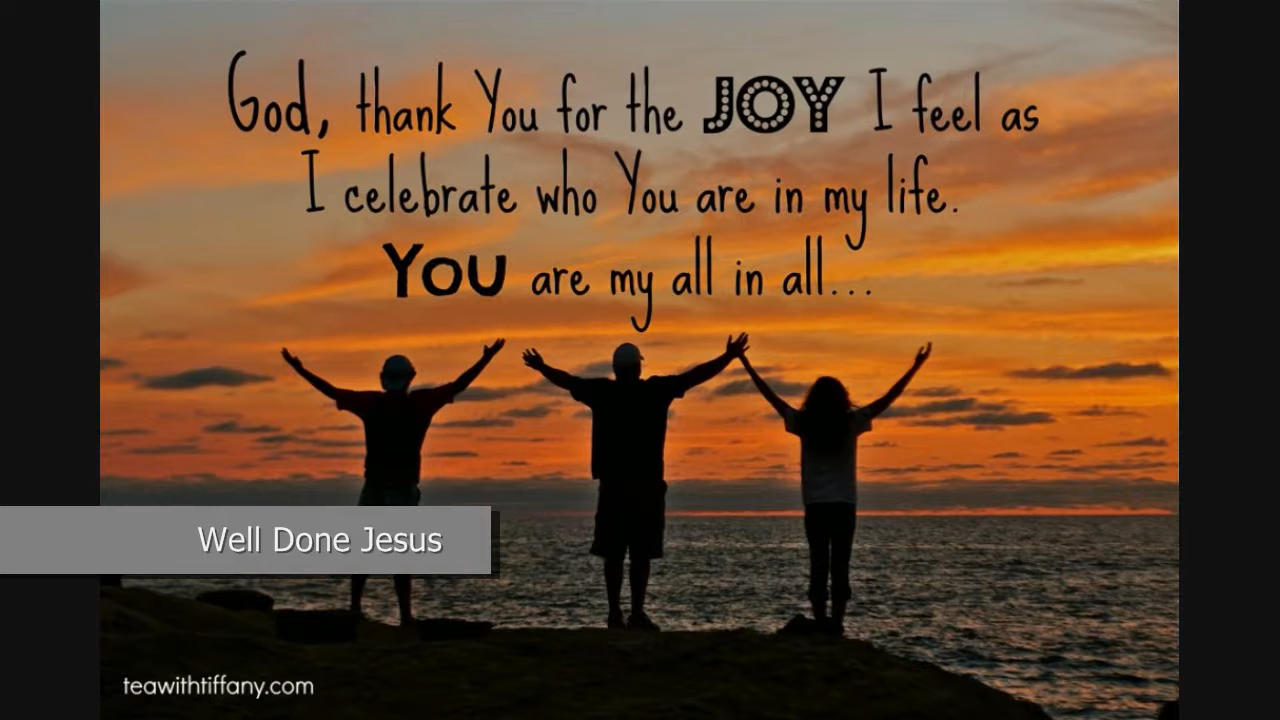 God, thank You for the JOY I feel as
I celebrate who You are in my life.
YOU are my all in all...
Well Done Jesus
teawithtiffany.com